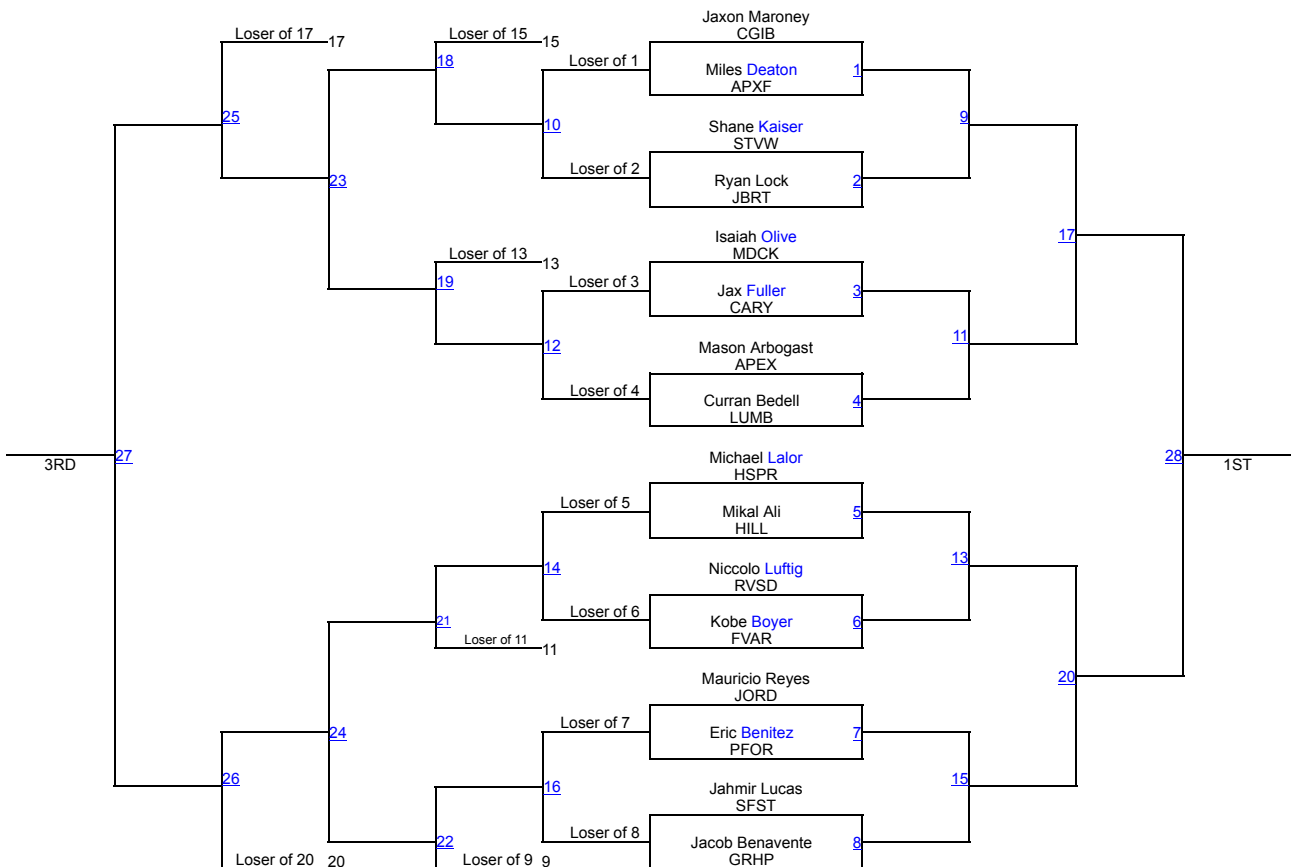 Jaxon Maroney
Loser of 17 17 Loser of 15 15 CGIB
18 Loser of 1 Miles Deaton 1
APXF
25 10 Shane Kaiser 9
STVW
Loser of 2
23 Ryan Lock 2
JBRT
Isaiah Olive 17
Loser of 13 13 MDCK
19 Loser of 3 Jax Fuller 3
CARY
12 Mason Arbogast 11
APEX
Loser of 4 Curran Bedell 4
LUMB
27 Michael Lalor 28
3RD HSPR 1ST
Loser of 5 Mikal Ali 5
HILL
14 Niccolo Luftig 13
RVSD
21 Loser of 6 Kobe Boyer 6
Loser of 11 11 FVAR
Mauricio Reyes 20
JORD
24 Loser of 7 Eric Benitez 7
PFOR
26 16 Jahmir Lucas 15
SFST
22 Loser of 8 Jacob Benavente 8
Loser of 20 20 Loser of 9 9 GRHP